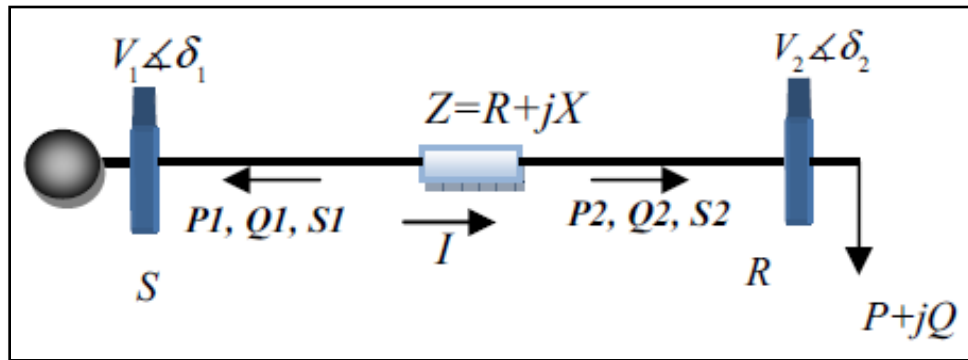 V₁∡δ₁
V₂∡δ₂
Z=R+jX
P1, Q1, S1
I
P2, Q2, S2
S
R
P+jQ